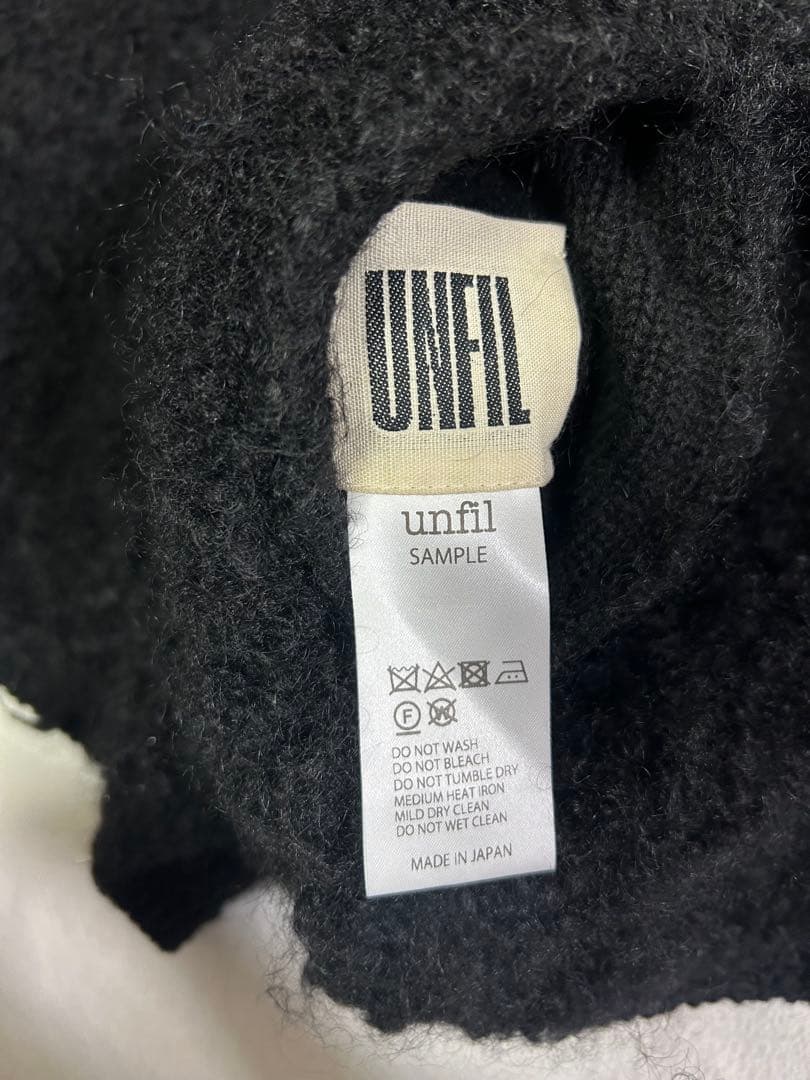 UNFIL
unfil
SAMPLE
F W
DO NOT WASH
DO NOT BLEACH
DO NOT TUMBLE DRY
MEDIUM HEAT IRON
MILD DRY CLEAN
DO NOT WET CLEAN
MADE IN JAPAN